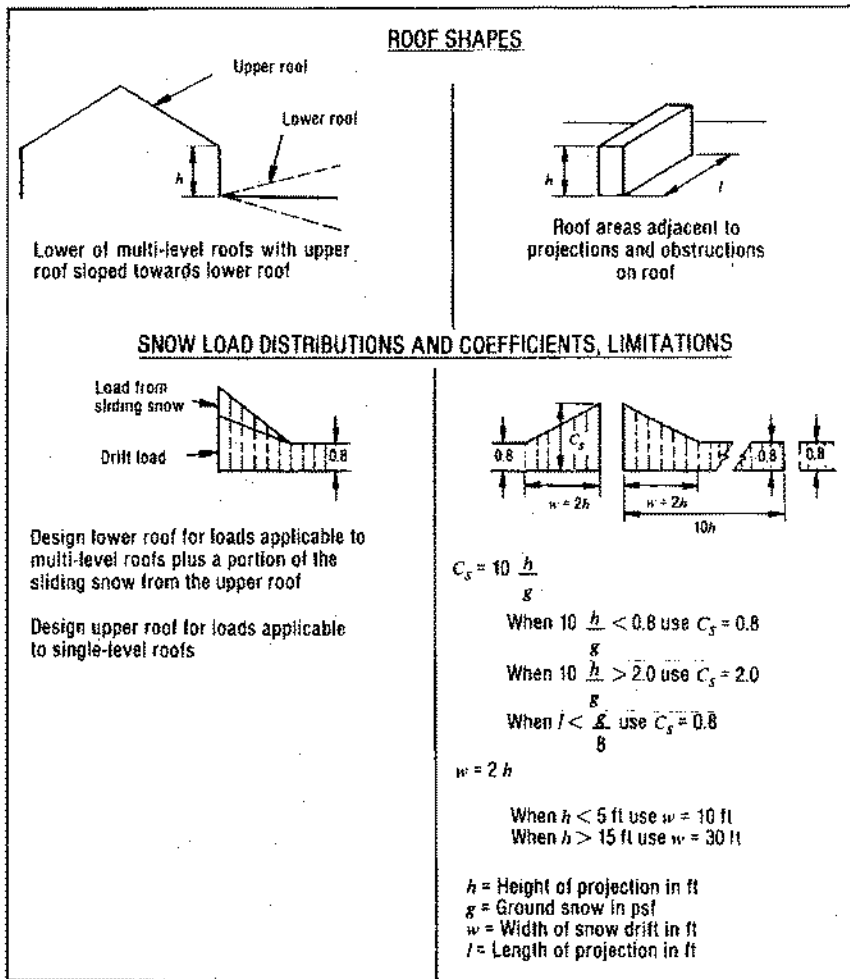 ROOF SHAPES
Upper roof
Lower roof
h
Lower of multi-level roofs with upper
roof sloped towards lower roof
h
l
Roof areas adjacent to
projections and obstructions
on roof
SNOW LOAD DISTRIBUTIONS AND COEFFICIENTS, LIMITATIONS
Load from
sliding snow
Drift load
0.8
Design lower roof for loads applicable to
multi-level roofs plus a portion of the
sliding snow from the upper roof
Design upper roof for loads applicable
to single-level roofs
0.8
C_s
0.8
0.8
w = 2h
w = 2h
10h
C_s = 10 h/g
When 10 h/g < 0.8 use C_s = 0.8
When 10 h/g > 2.0 use C_s = 2.0
When l < g/8 use C_s = 0.8
w = 2 h
When h < 5 ft use w = 10 ft
When h > 15 ft use w = 30 ft
h = Height of projection in ft
g = Ground snow in psf
w = Width of snow drift in ft
l = Length of projection in ft